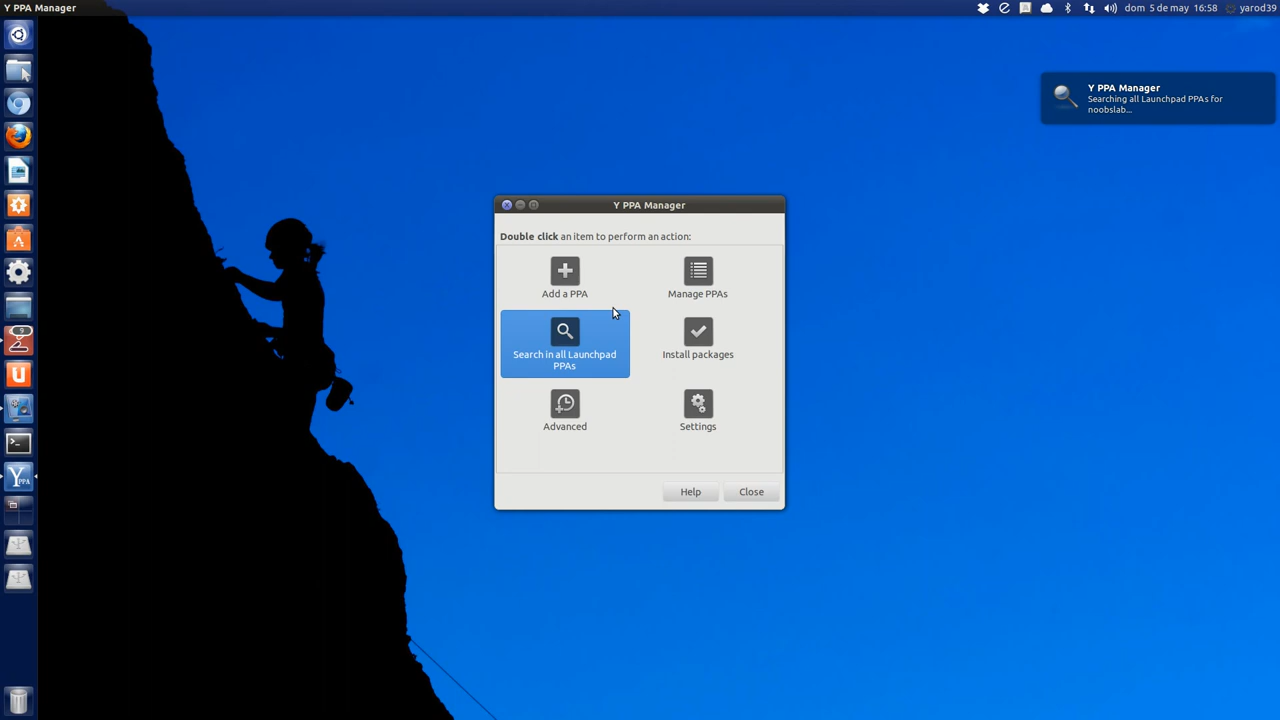 Y PPA Manager
dom 5 de may 16:58
yarod39
Y PPA Manager
Searching all Launchpad PPAs for
noobslab...
Y PPA Manager
Double click an item to perform an action:
Add a PPA
Manage PPAs
Search in all Launchpad
PPAs
Install packages
Advanced
Settings
Help
Close
9
Y PPA